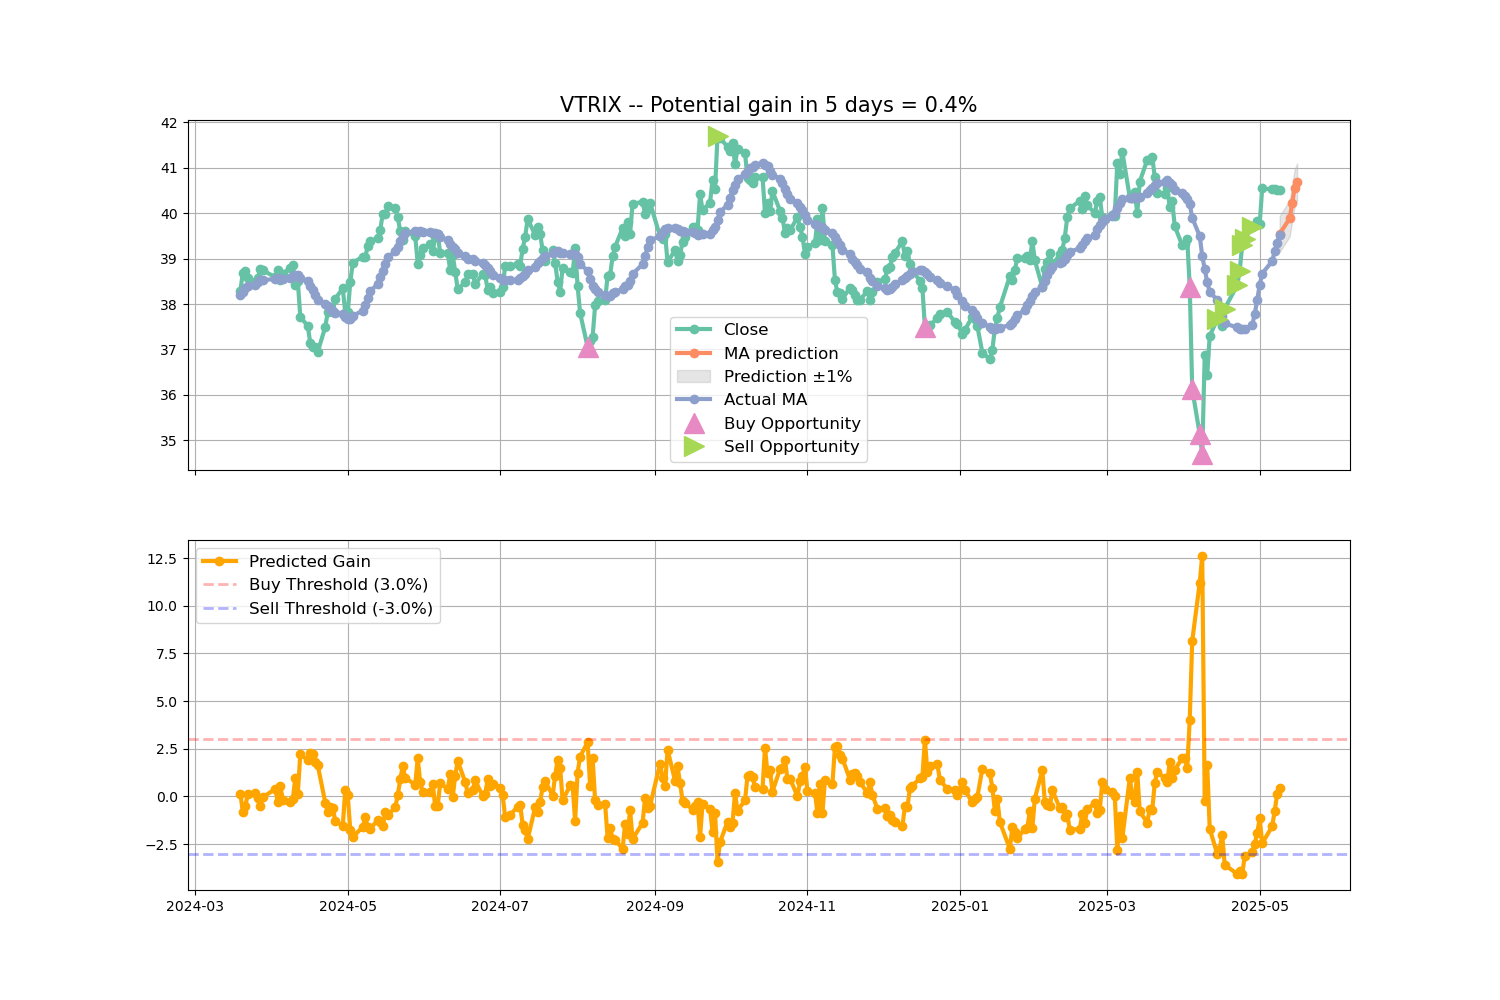 VTRIX -- Potential gain in 5 days = 0.4%
42
41
40
39
38
37
36
35
Close
MA prediction
Prediction ±1%
Actual MA
Buy Opportunity
Sell Opportunity
12.5
10.0
7.5
5.0
2.5
0.0
−2.5
Predicted Gain
Buy Threshold (3.0%)
Sell Threshold (-3.0%)
2024-03 2024-05 2024-07 2024-09 2024-11 2025-01 2025-03 2025-05